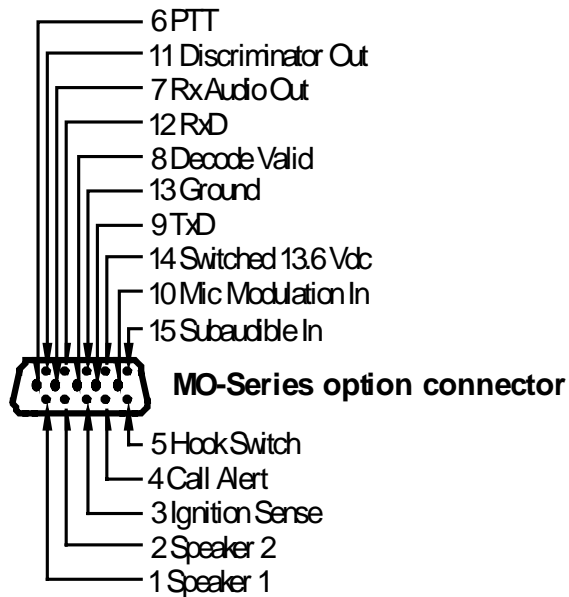 6 PTT
11 Discriminator Out
7 Rx Audio Out
12 RxD
8 Decode Valid
13 Ground
9 TxD
14 Switched 13.6 Vdc
10 Mic Modulation In
15 Subaudible In
MO-Series option connector
5 Hook Switch
4 Call Alert
3 Ignition Sense
2 Speaker 2
1 Speaker 1